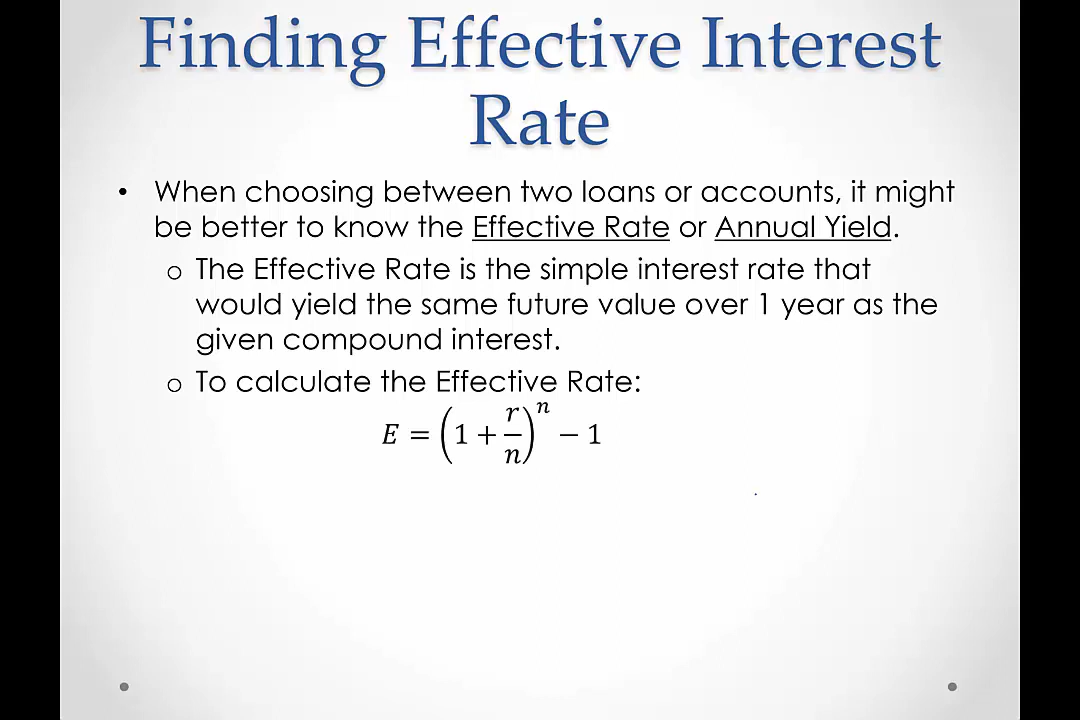 Finding Effective Interest
Rate
• When choosing between two loans or accounts, it might
be better to know the Effective Rate or Annual Yield.
o The Effective Rate is the simple interest rate that
would yield the same future value over 1 year as the
given compound interest.
o To calculate the Effective Rate:
E = (1 + r/n)^n − 1